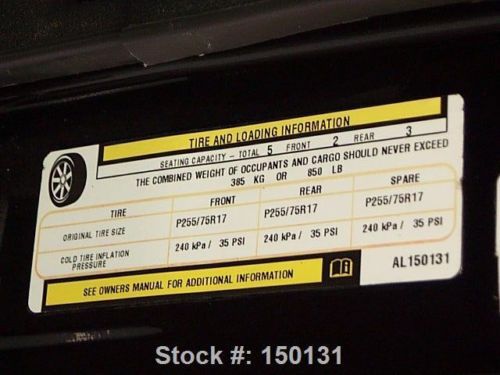 TIRE AND LOADING INFORMATION
SEATING CAPACITY - TOTAL 5 FRONT 2 REAR 3
THE COMBINED WEIGHT OF OCCUPANTS AND CARGO SHOULD NEVER EXCEED
385 KG OR 850 LB
TIRE FRONT REAR SPARE
ORIGINAL TIRE SIZE P255/75R17 P255/75R17 P255/75R17
COLD TIRE INFLATION
PRESSURE 240 kPa / 35 PSI 240 kPa / 35 PSI 240 kPa / 35 PSI
SEE OWNERS MANUAL FOR ADDITIONAL INFORMATION
AL150131
Stock #: 150131